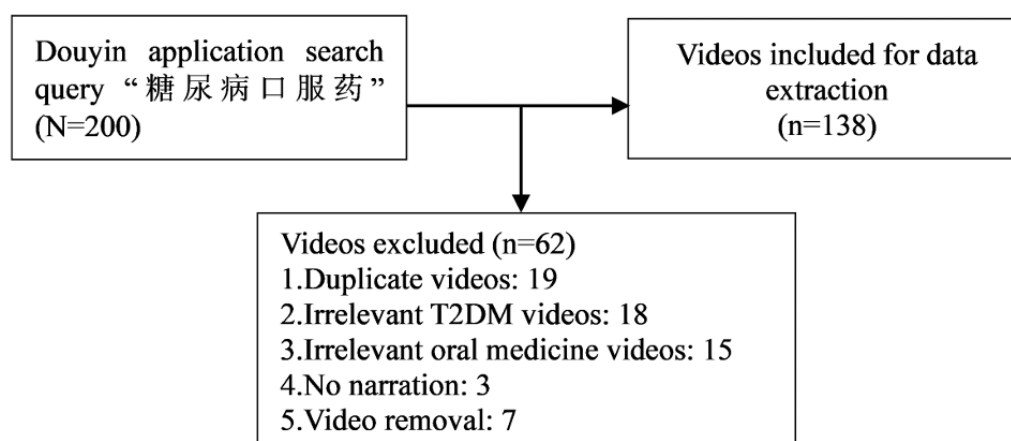 Douyin application search
query “糖尿病口服药”
(N=200)
Videos included for data
extraction
(n=138)
Videos excluded (n=62)
1.Duplicate videos: 19
2.Irrelevant T2DM videos: 18
3.Irrelevant oral medicine videos: 15
4.No narration: 3
5.Video removal: 7